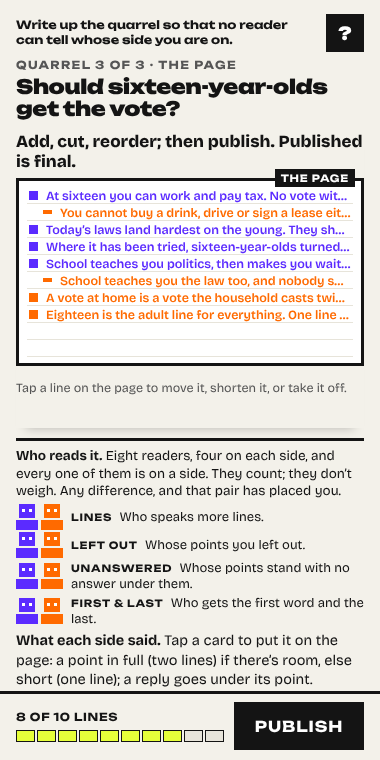 Write up the quarrel so that no reader
can tell whose side you are on.
?
QUARREL 3 OF 3 · THE PAGE
Should sixteen-year-olds
get the vote?
Add, cut, reorder; then publish. Published
is final.
THE PAGE
At sixteen you can work and pay tax. No vote wit...
You cannot buy a drink, drive or sign a lease eit...
Today's laws land hardest on the young. They sh...
Where it has been tried, sixteen-year-olds turned...
School teaches you politics, then makes you wait...
School teaches you the law too, and nobody s...
A vote at home is a vote the household casts twi...
Eighteen is the adult line for everything. One line ...
Tap a line on the page to move it, shorten it, or take it off.
Who reads it. Eight readers, four on each side, and
every one of them is on a side. They count; they don't
weigh. Any difference, and that pair has placed you.
LINES Who speaks more lines.
LEFT OUT Whose points you left out.
UNANSWERED Whose points stand with no
answer under them.
FIRST & LAST Who gets the first word and the
last.
What each side said. Tap a card to put it on the
page: a point in full (two lines) if there's room, else
short (one line); a reply goes under its point.
8 OF 10 LINES
PUBLISH